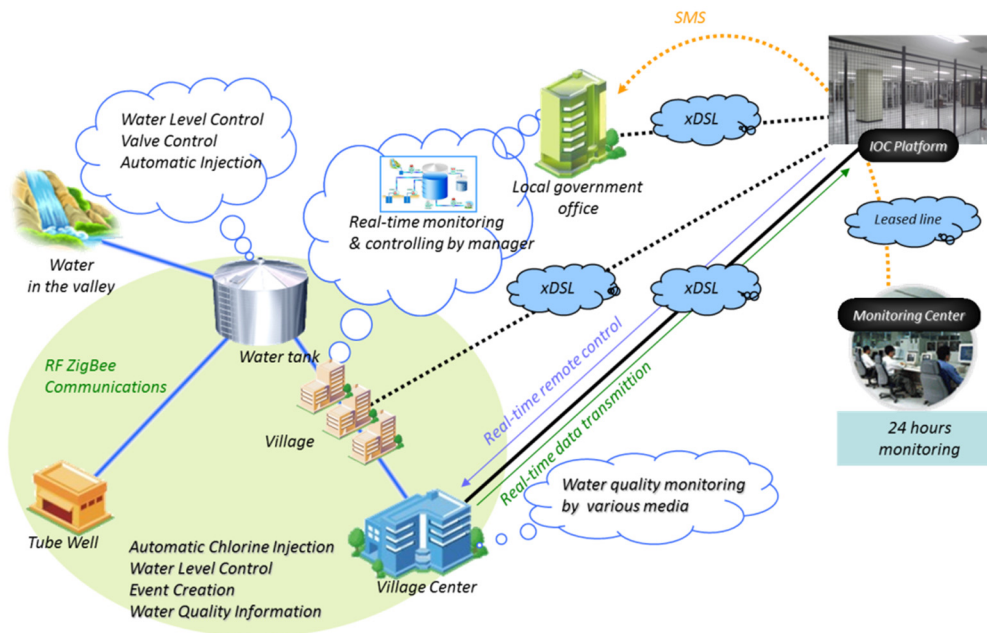 SMS
Water Level Control
Valve Control
Automatic Injection
xDSL
IOC Platform
Local government
office
Real-time monitoring
& controlling by manager
Leased line
Water
in the valley
xDSL
xDSL
Monitoring Center
Water tank
RF ZigBee
Communications
Real-time remote control
Real-time data transmittion
Village
24 hours
monitoring
Water quality monitoring
by various media
Tube Well
Automatic Chlorine Injection
Water Level Control
Event Creation
Water Quality Information
Village Center